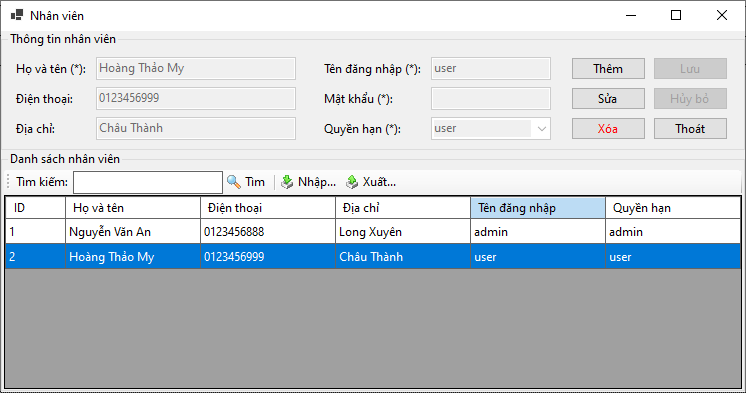 Nhân viên
Thông tin nhân viên
Họ và tên (*): Hoàng Thảo My Tên đăng nhập (*): user Thêm Lưu
Điện thoại: 0123456999 Mật khẩu (*): Sửa Hủy bỏ
Địa chỉ: Châu Thành Quyền hạn (*): user Xóa Thoát
Danh sách nhân viên
Tìm kiếm: Tìm Nhập... Xuất...
ID Họ và tên Điện thoại Địa chỉ Tên đăng nhập Quyền hạn
1 Nguyễn Văn An 0123456888 Long Xuyên admin admin
2 Hoàng Thảo My 0123456999 Châu Thành user user